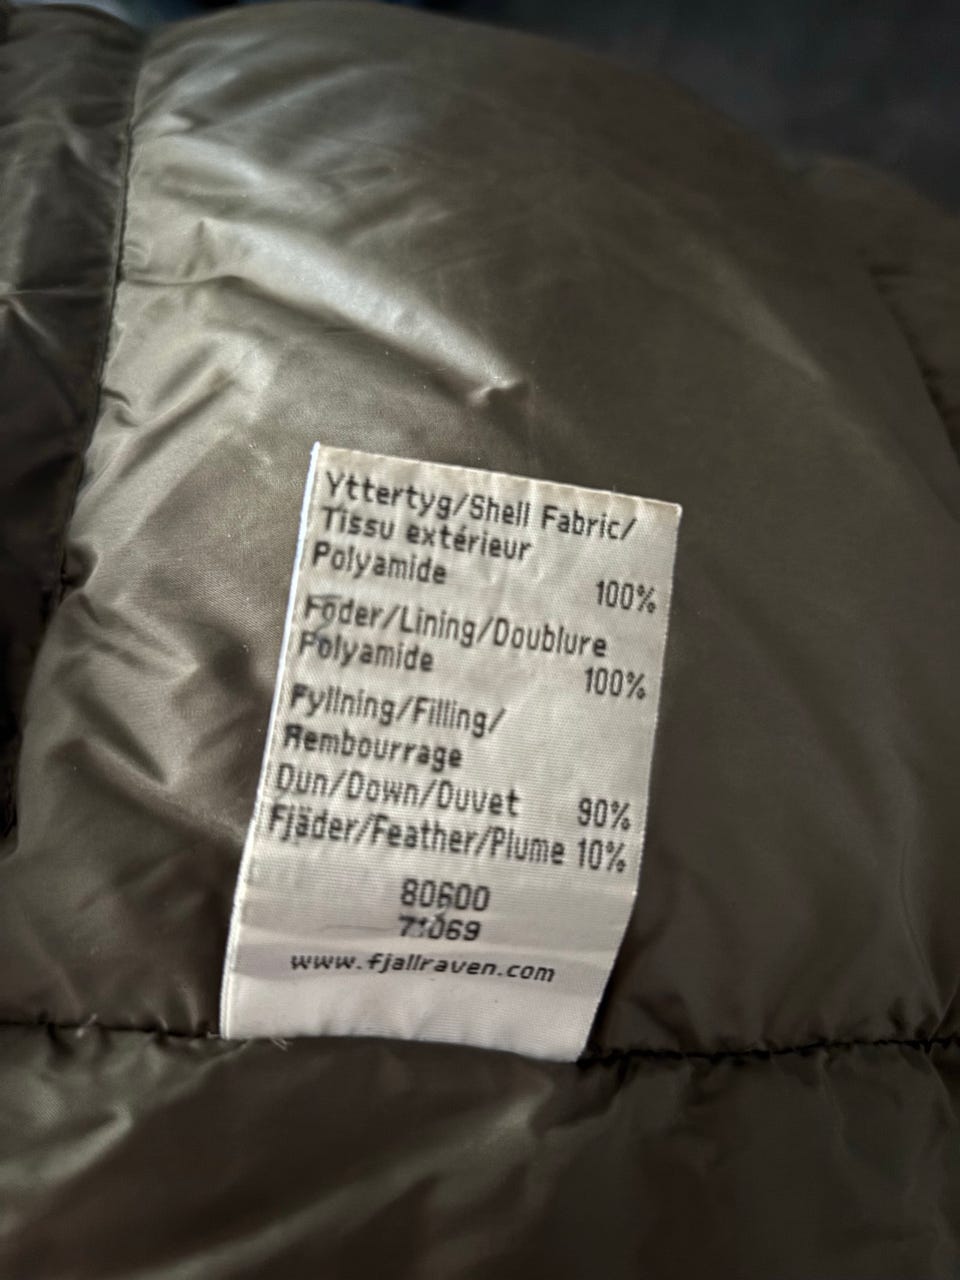 Yttertyg/Shell Fabric/
Tissu extérieur
Polyamide 100%
Foder/Lining/Doublure
Polyamide 100%
Fyllning/Filling/
Rembourrage
Dun/Down/Duvet 90%
Fjäder/Feather/Plume 10%
80600
71069
www.fjallraven.com